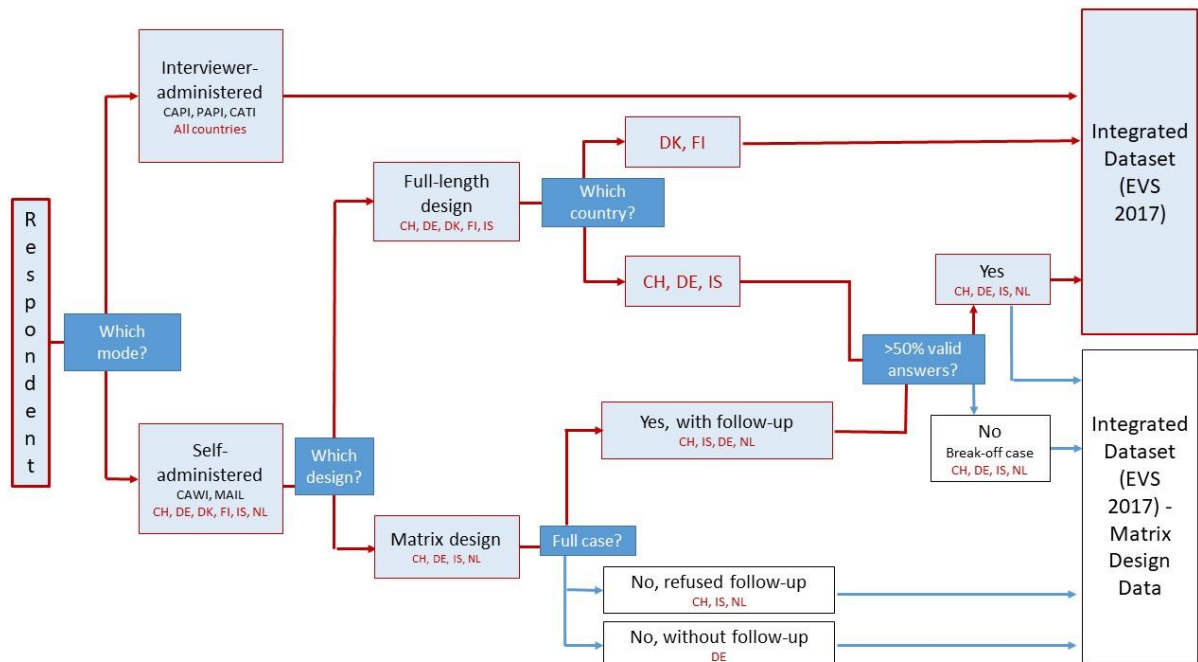 Respondent
Which
mode?
Interviewer-
administered
CAPI, PAPI, CATI
All countries
Self-
administered
CAWI, MAIL
CH, DE, DK, FI, IS, NL
Which
design?
Full-length
design
CH, DE, DK, FI, IS
Which
country?
DK, FI
CH, DE, IS
Matrix design
CH, DE, IS, NL
Full case?
Yes, with follow-up
CH, IS, DE, NL
No, refused follow-up
CH, IS, NL
No, without follow-up
DE
>50% valid
answers?
Yes
CH, DE, IS, NL
No
Break-off case
CH, DE, IS, NL
Integrated
Dataset
(EVS
2017)
Integrated
Dataset
(EVS
2017) -
Matrix
Design
Data